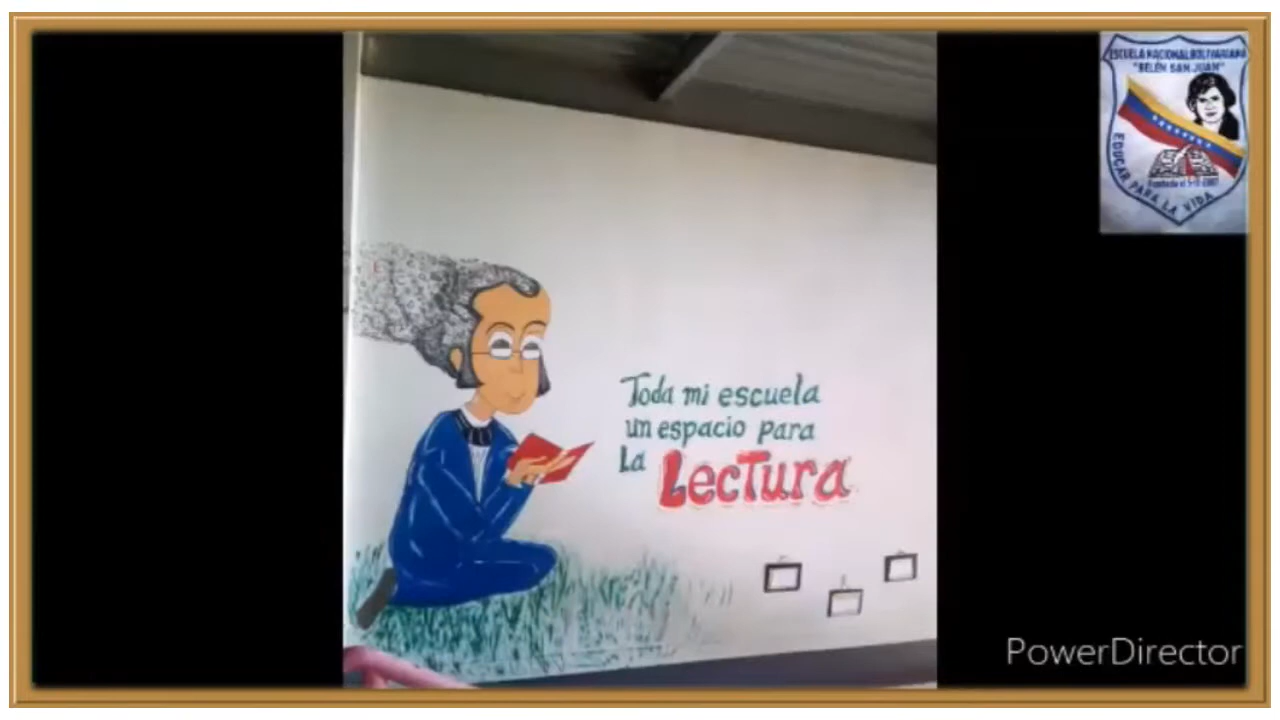 ESCUELA NACIONAL BOLIVARIANA
"BELÉN SAN JUAN"
EDUCAR PARA LA VIDA
Toda mi escuela
un espacio para
La Lectura
PowerDirector